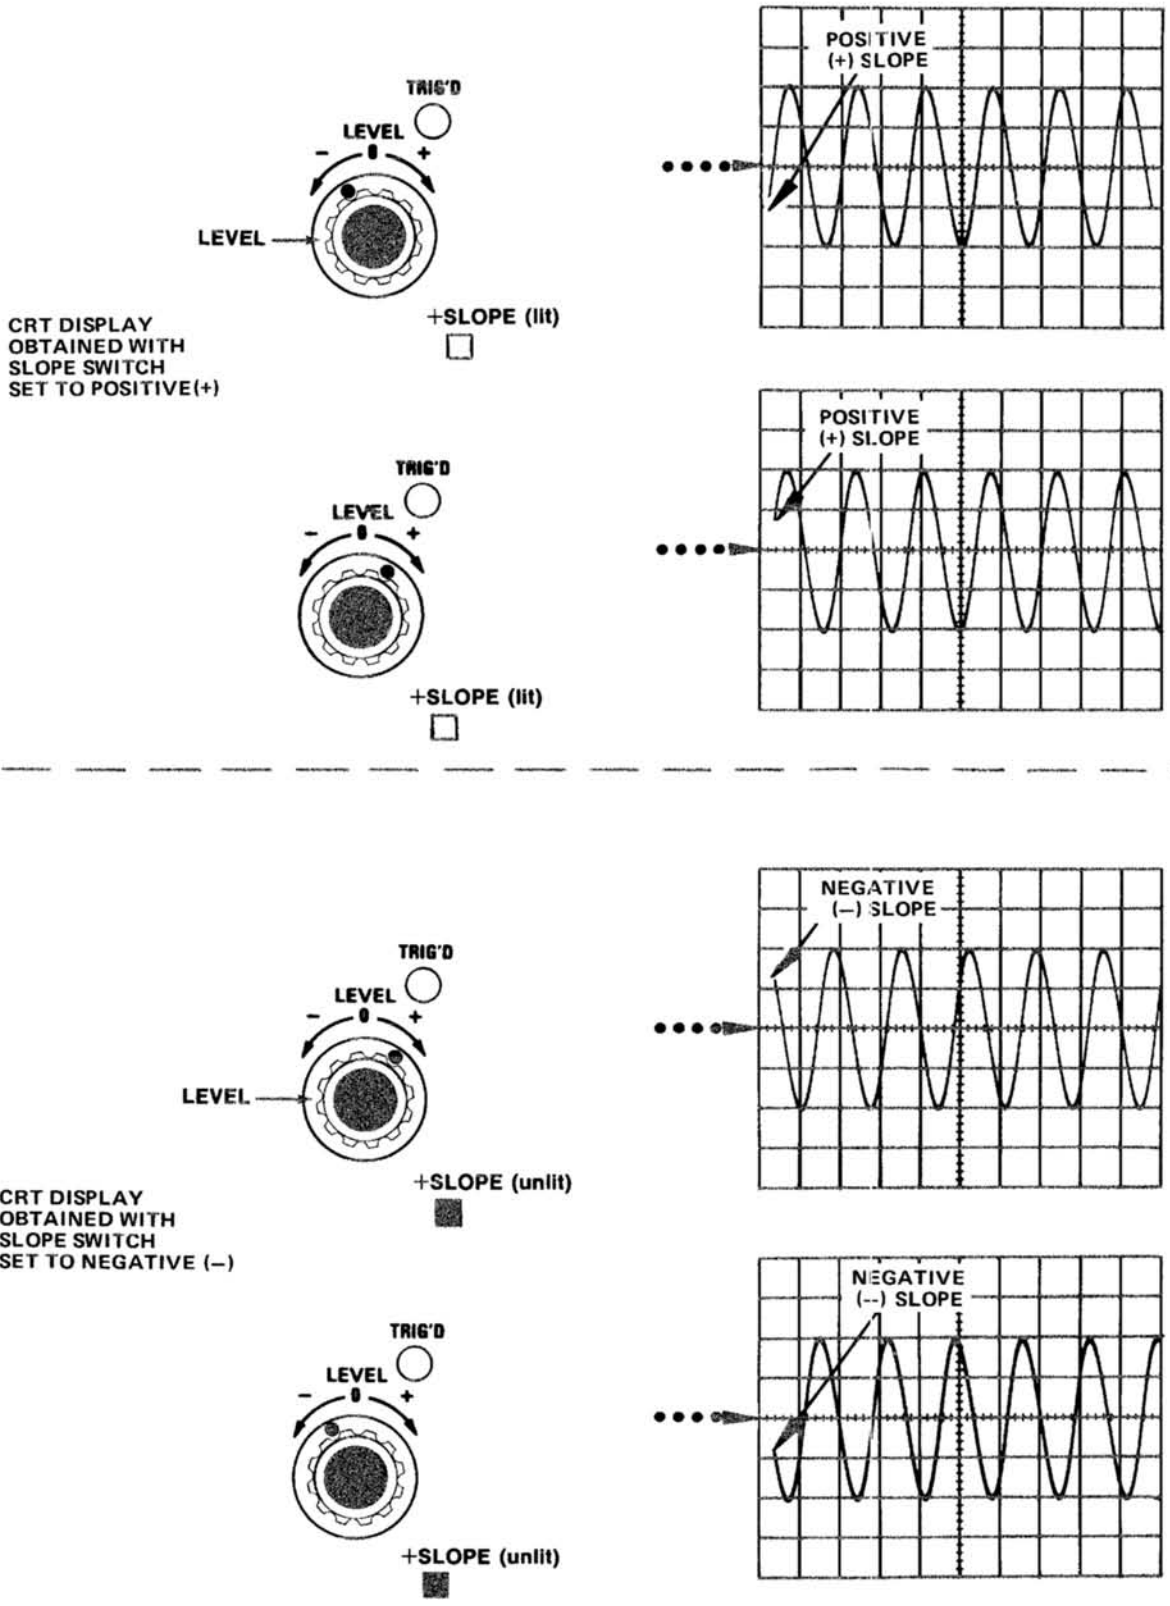 TRIG'D
LEVEL
- 0 +
LEVEL
+SLOPE (lit)
CRT DISPLAY
OBTAINED WITH
SLOPE SWITCH
SET TO POSITIVE(+)
POSITIVE
(+) SLOPE
TRIG'D
LEVEL
- 0 +
+SLOPE (lit)
POSITIVE
(+) SLOPE
TRIG'D
LEVEL
- 0 +
LEVEL
+SLOPE (unlit)
CRT DISPLAY
OBTAINED WITH
SLOPE SWITCH
SET TO NEGATIVE (−)
NEGATIVE
(−) SLOPE
TRIG'D
LEVEL
- 0 +
+SLOPE (unlit)
NEGATIVE
(--) SLOPE